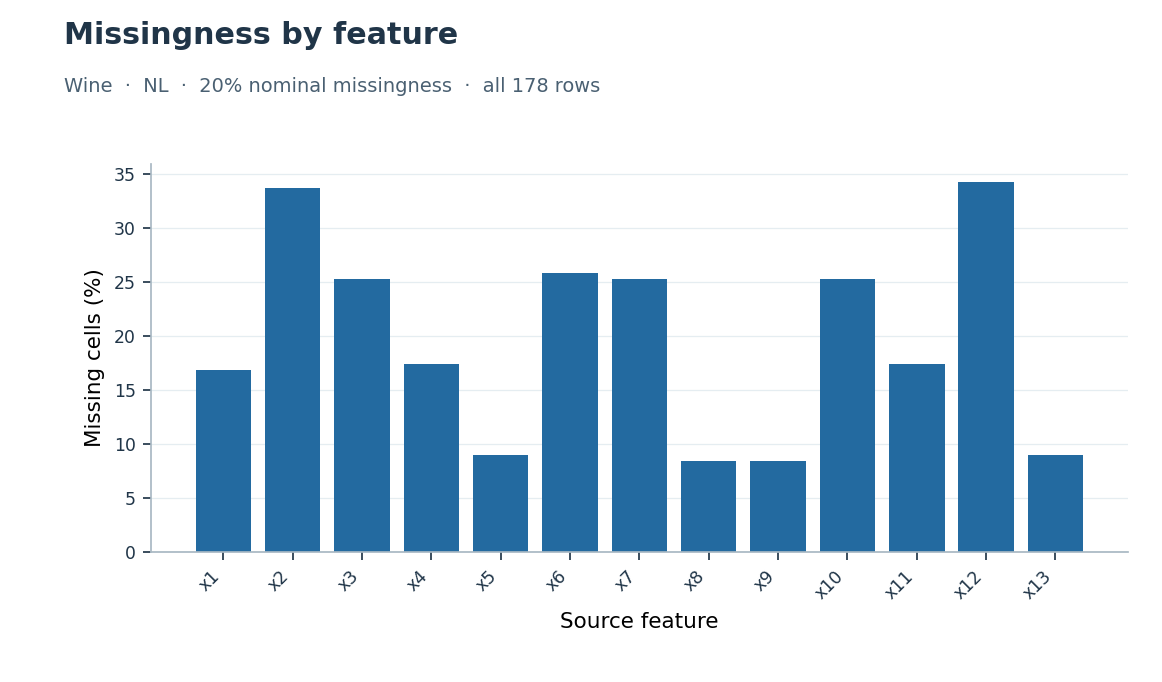 Missingness by feature
Wine · NL · 20% nominal missingness · all 178 rows
Missing cells (%)
35
30
25
20
15
10
5
0
x1 x2 x3 x4 x5 x6 x7 x8 x9 x10 x11 x12 x13
Source feature